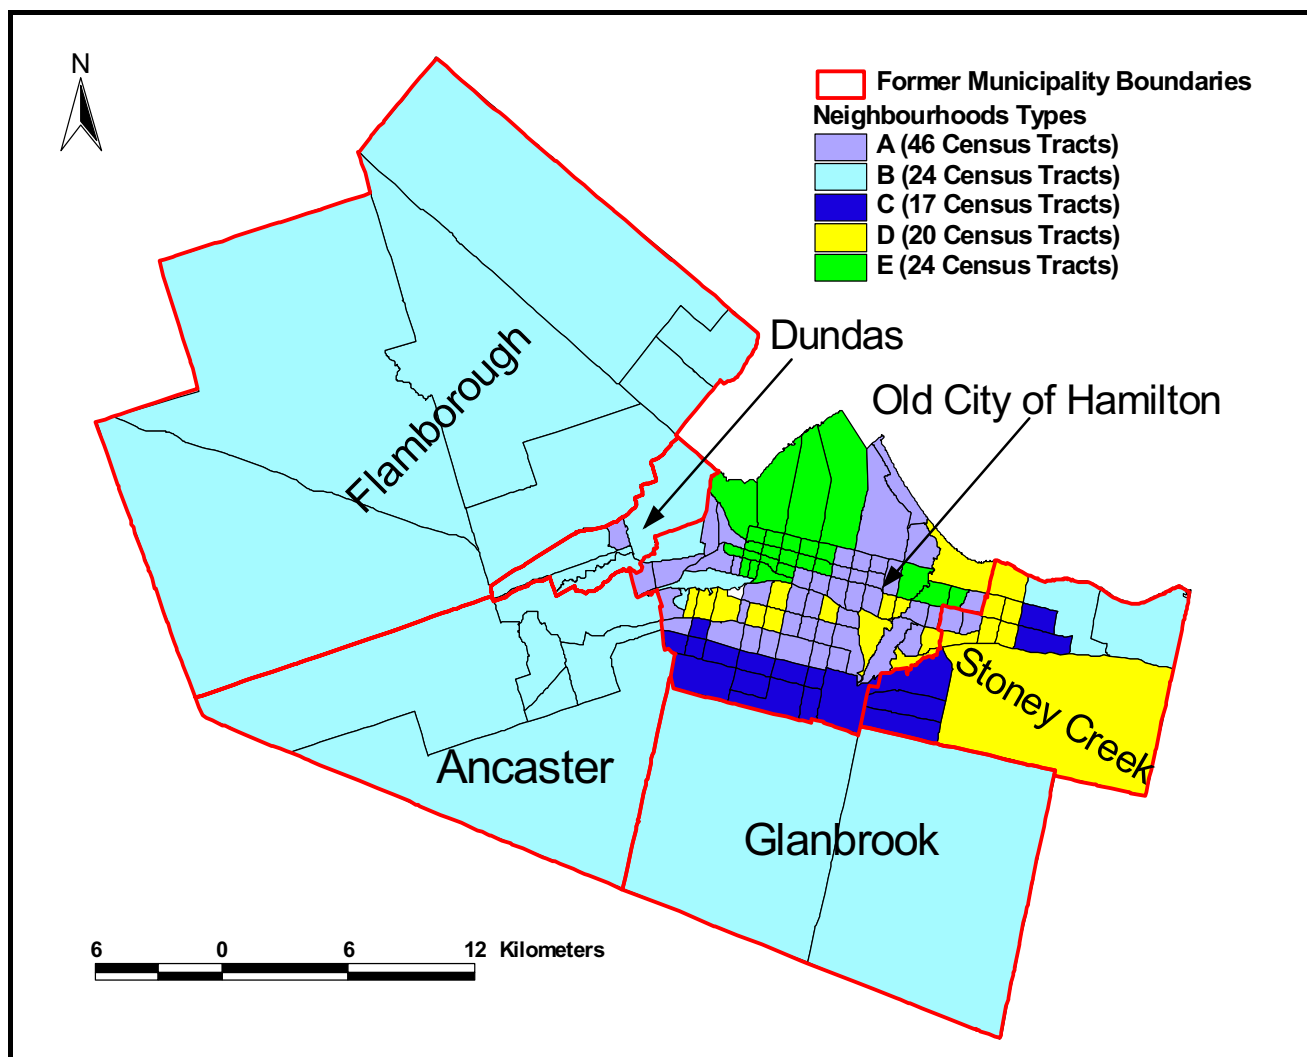 N
Former Municipality Boundaries
Neighbourhoods Types
A (46 Census Tracts)
B (24 Census Tracts)
C (17 Census Tracts)
D (20 Census Tracts)
E (24 Census Tracts)
Dundas
Old City of Hamilton
Flamborough
Stoney Creek
Ancaster
Glanbrook
6 0 6 12 Kilometers